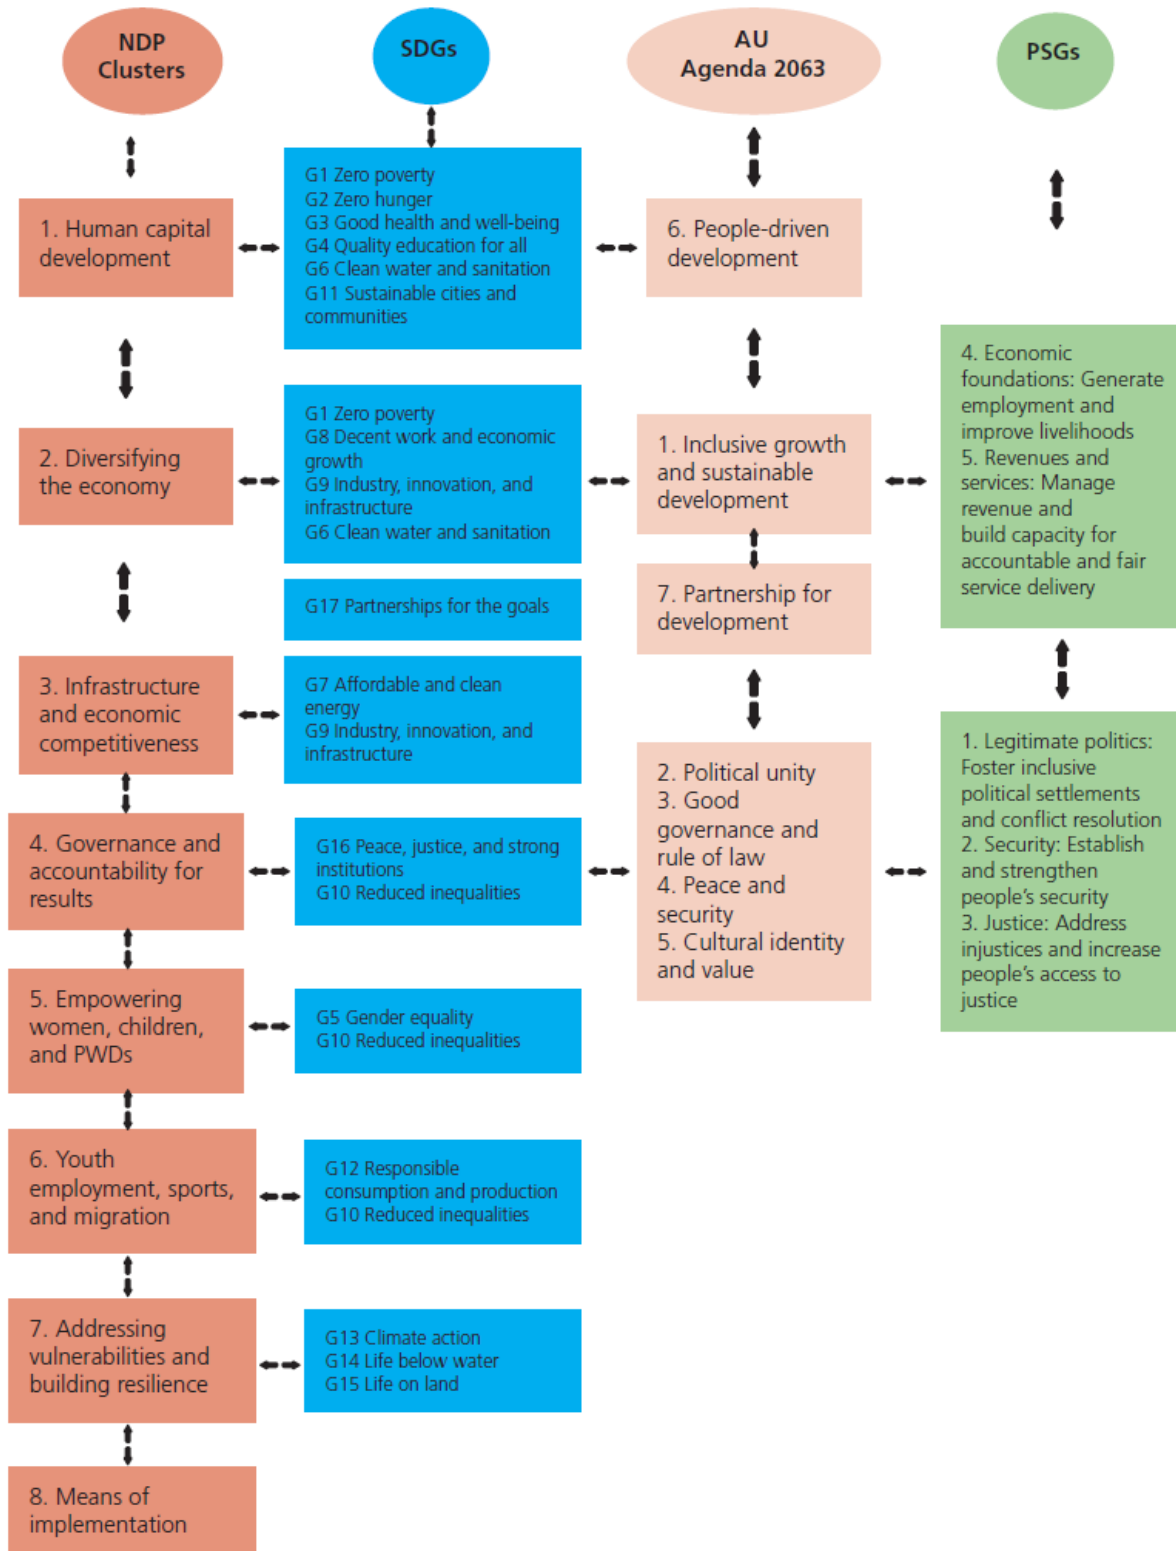 NDP
Clusters
SDGs
AU
Agenda 2063
PSGs
1. Human capital
development
G1 Zero poverty
G2 Zero hunger
G3 Good health and well-being
G4 Quality education for all
G6 Clean water and sanitation
G11 Sustainable cities and
communities
6. People-driven
development
2. Diversifying
the economy
G1 Zero poverty
G8 Decent work and economic
growth
G9 Industry, innovation, and
infrastructure
G6 Clean water and sanitation
1. Inclusive growth
and sustainable
development
4. Economic
foundations: Generate
employment and
improve livelihoods
5. Revenues and
services: Manage
revenue and
build capacity for
accountable and fair
service delivery
G17 Partnerships for the goals
7. Partnership for
development
3. Infrastructure
and economic
competitiveness
G7 Affordable and clean
energy
G9 Industry, innovation, and
infrastructure
4. Governance and
accountability for
results
G16 Peace, justice, and strong
institutions
G10 Reduced inequalities
2. Political unity
3. Good
governance and
rule of law
4. Peace and
security
5. Cultural identity
and value
1. Legitimate politics:
Foster inclusive
political settlements
and conflict resolution
2. Security: Establish
and strengthen
people's security
3. Justice: Address
injustices and increase
people's access to
justice
5. Empowering
women, children,
and PWDs
G5 Gender equality
G10 Reduced inequalities
6. Youth
employment, sports,
and migration
G12 Responsible
consumption and production
G10 Reduced inequalities
7. Addressing
vulnerabilities and
building resilience
G13 Climate action
G14 Life below water
G15 Life on land
8. Means of
implementation